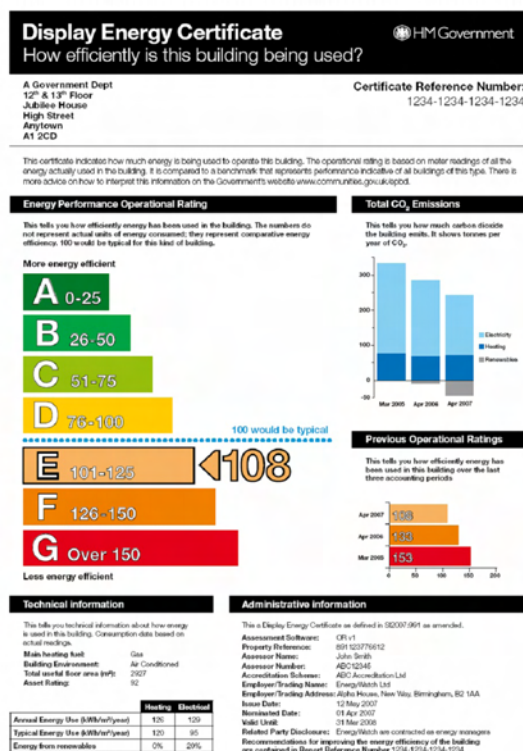 Display Energy Certificate
How efficiently is this building being used?
HM Government
A Government Dept
12th & 13th Floor
Jubilee House
High Street
Anytown
A1 2CD
Certificate Reference Number:
1234-1234-1234-1234
This certificate indicates how much energy is being used to operate this building. The operational rating is based on meter readings of all the
energy actually used in the building. It is compared to a benchmark that represents performance indicative of all buildings of this type. There is
more advice on how to interpret this information on the Government's website www.communities.gov.uk/epbd.
Energy Performance Operational Rating
This tells you how efficiently energy has been used in the building. The numbers do
not represent actual units of energy consumed; they represent comparative energy
efficiency. 100 would be typical for this kind of building.
More energy efficient
A 0-25
B 26-50
C 51-75
D 76-100
100 would be typical
E 101-125
108
F 126-150
G Over 150
Less energy efficient
Total CO₂ Emissions
This tells you how much carbon dioxide
the building emits. It shows tonnes per
year of CO₂.
300
200
100
0
-50
Electricity
Heating
Renewables
Mar 2005 Apr 2006 Apr 2007
Previous Operational Ratings
This tells you how efficiently energy has
been used in this building over the last
three accounting periods
Apr 2007 108
Apr 2006
Mar 2005 153
0 50 100 150 200
Technical information
This tells you technical information about how energy
is used in this building. Consumption data based on
actual readings.
Main heating fuel: Gas
Building Environment: Air Conditioned
Total useful floor area (m²): 2927
Asset Rating: 92
Heating Electrical
Annual Energy Use (kWh/m²/year) 126 129
Typical Energy Use (kWh/m²/year) 120 95
Energy from renewables 0% 20%
Administrative information
This is a Display Energy Certificate as defined in SI2007:991 as amended.
Assessment Software: OR v1
Property Reference: 891123776612
Assessor Name: John Smith
Assessor Number: ABC12345
Accreditation Scheme: ABC Accreditation Ltd
Employer/Trading Name: EnergyWatch Ltd
Employer/Trading Address: Alpha House, New Way, Birmingham, B2 1AA
Issue Date: 12 May 2007
Nominated Date: 01 Apr 2007
Valid Until: 31 Mar 2008
Related Party Disclosure: EnergyWatch are contracted as energy managers
Recommendations for improving the energy efficiency of the building
are contained in Report Reference Number 1234-1234-1234-1234